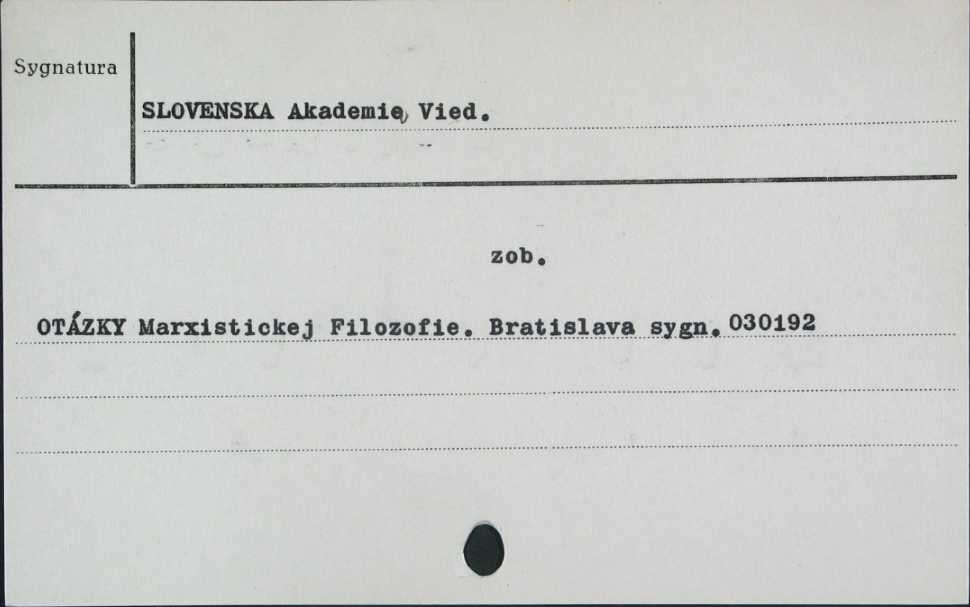 Sygnatura
SLOVENSKA Akademie Vied.
zob.
OTÁZKY Marxistickej Filozofie. Bratislava sygn. 030192